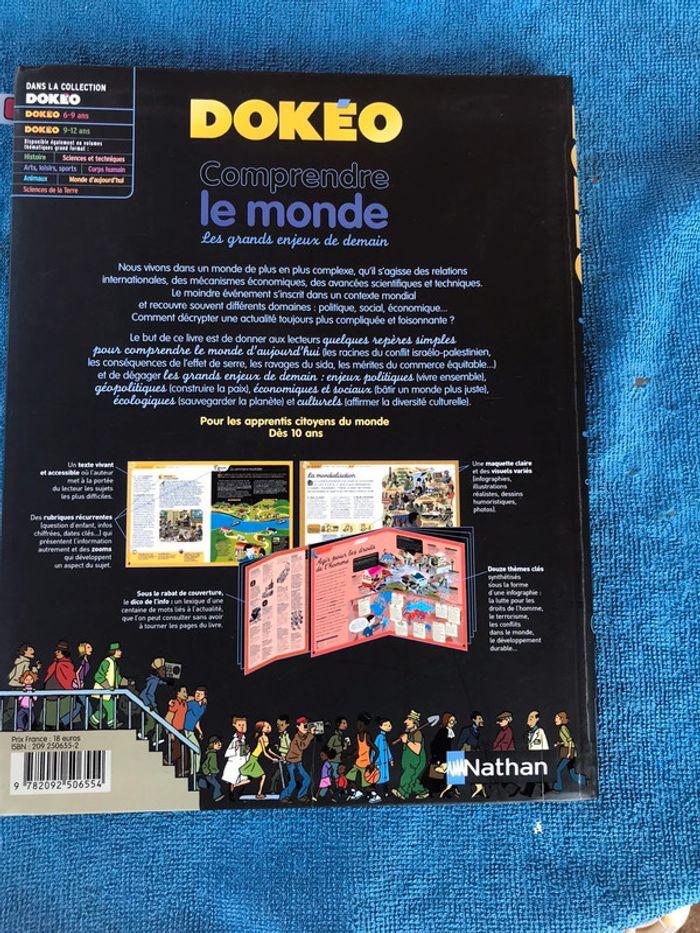 DANS LA COLLECTION
DOKÉO
DOKÉO 6-9 ans
DOKÉO 9-12 ans
Disponible également en volumes
thématiques grand format :
Histoire Sciences et techniques
Arts, loisirs, sports Corps humain
Animaux Monde d'aujourd'hui
Sciences de la Terre
DOKÉO
Comprendre
le monde
Les grands enjeux de demain
Nous vivons dans un monde de plus en plus complexe, qu'il s'agisse des relations
internationales, des mécanismes économiques, des avancées scientifiques et techniques.
Le moindre événement s'inscrit dans un contexte mondial
et recouvre souvent différents domaines : politique, social, économique...
Comment décrypter une actualité toujours plus compliquée et foisonnante ?
Le but de ce livre est de donner aux lecteurs quelques repères simples
pour comprendre le monde d'aujourd'hui (les racines du conflit israélo-palestinien,
les conséquences de l'effet de serre, les ravages du sida, les mérites du commerce équitable...)
et de dégager les grands enjeux de demain : enjeux politiques (vivre ensemble),
géopolitiques (construire la paix), économiques et sociaux (bâtir un monde plus juste),
écologiques (sauvegarder la planète) et culturels (affirmer la diversité culturelle).
Pour les apprentis citoyens du monde
Dès 10 ans
Un texte vivant
et accessible où l'auteur
met à la portée
du lecteur les sujets
les plus difficiles.
Des rubriques récurrentes
(question d'enfant, infos
chiffrées, dates clés...) qui
présentent l'information
autrement et des zooms
qui développent
un aspect du sujet.
La mondialisation
Une maquette claire
et des visuels variés
(infographies,
illustrations
réalistes, dessins
humoristiques,
photos).
Agir pour les droits
de l'Homme
Sous le rabat de couverture,
le dico de l'info : un lexique d'une
centaine de mots liés à l'actualité,
que l'on peut consulter sans avoir
à tourner les pages du livre.
Douze thèmes clés
synthétisés
sous la forme
d'une infographie :
la lutte pour les
droits de l'homme,
le terrorisme,
les conflits
dans le monde,
le développement
durable...
Prix France : 18 euros
ISBN : 209 250655-2
9 782092 506554
Nathan